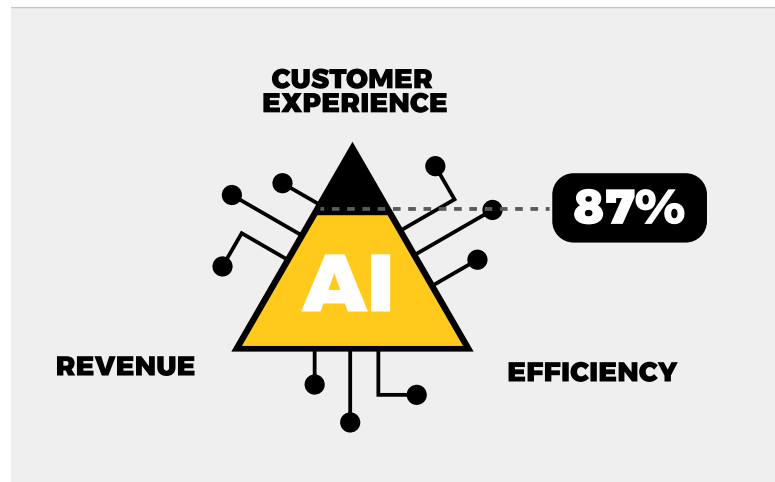 CUSTOMER
EXPERIENCE
87%
AI
REVENUE
EFFICIENCY